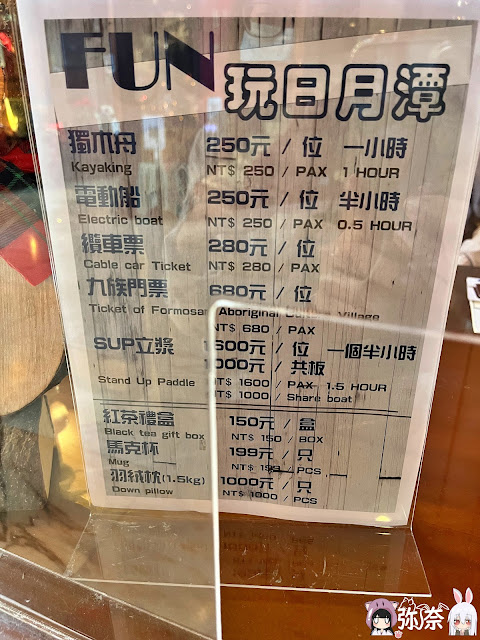 FUN 玩日月潭
獨木舟 250元 / 位 一小時
Kayaking NT$ 250 / PAX 1 HOUR
電動船 250元 / 位 半小時
Electric boat NT$ 250 / PAX 0.5 HOUR
纜車票 280元 / 位
Cable car Ticket NT$ 280 / PAX
九族門票 680元 / 位
Ticket of Formosan Aboriginal Culture Village
NT$ 680 / PAX
SUP立槳 1600元 / 位 一個半小時
1000元 / 共板
Stand Up Paddle NT$ 1600 / PAX 1.5 HOUR
NT$ 1000 / Share boat
紅茶禮盒 150元 / 盒
Black tea gift box NT$ 150 / BOX
馬克杯 199元 / 只
Mug NT$ 199 / PCS
羽絨枕(1.5kg) 1000元 / 只
Down pillow NT$ 1000 / PCS
弥奈